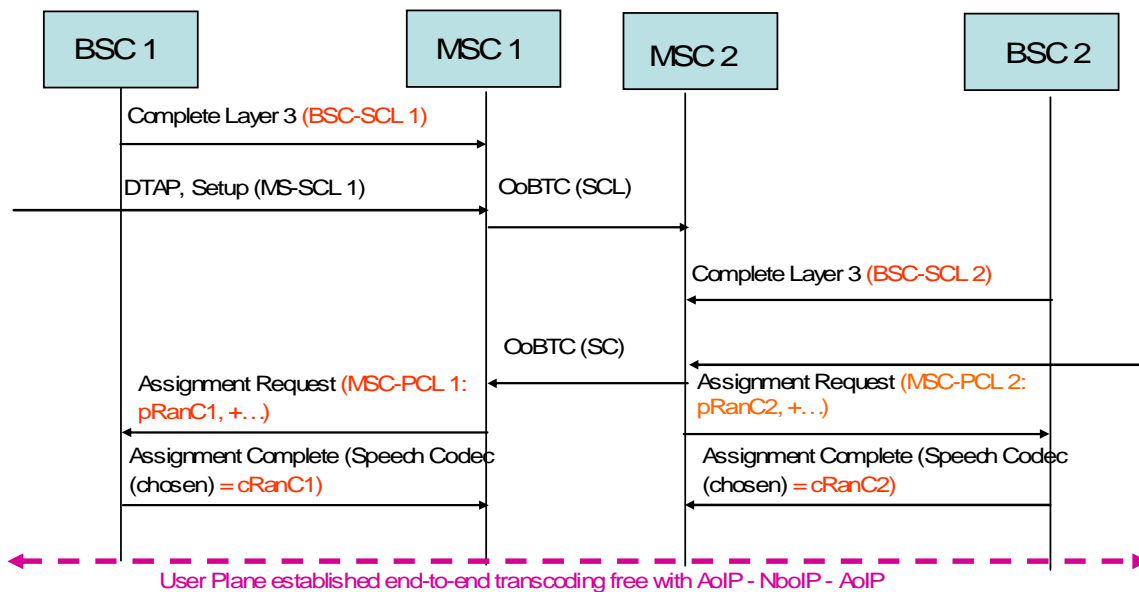 BSC 1
MSC 1
MSC 2
BSC 2
Complete Layer 3 (BSC-SCL 1)
DTAP, Setup (MS-SCL 1)
OoBTC (SCL)
Complete Layer 3 (BSC-SCL 2)
OoBTC (SC)
Assignment Request (MSC-PCL 1:
pRanC1, +...)
Assignment Request (MSC-PCL 2:
pRanC2, +...)
Assignment Complete (Speech Codec
(chosen) = cRanC1)
Assignment Complete (Speech Codec
(chosen) = cRanC2)
User Plane established end-to-end transcoding free with AoIP - NboIP - AoIP